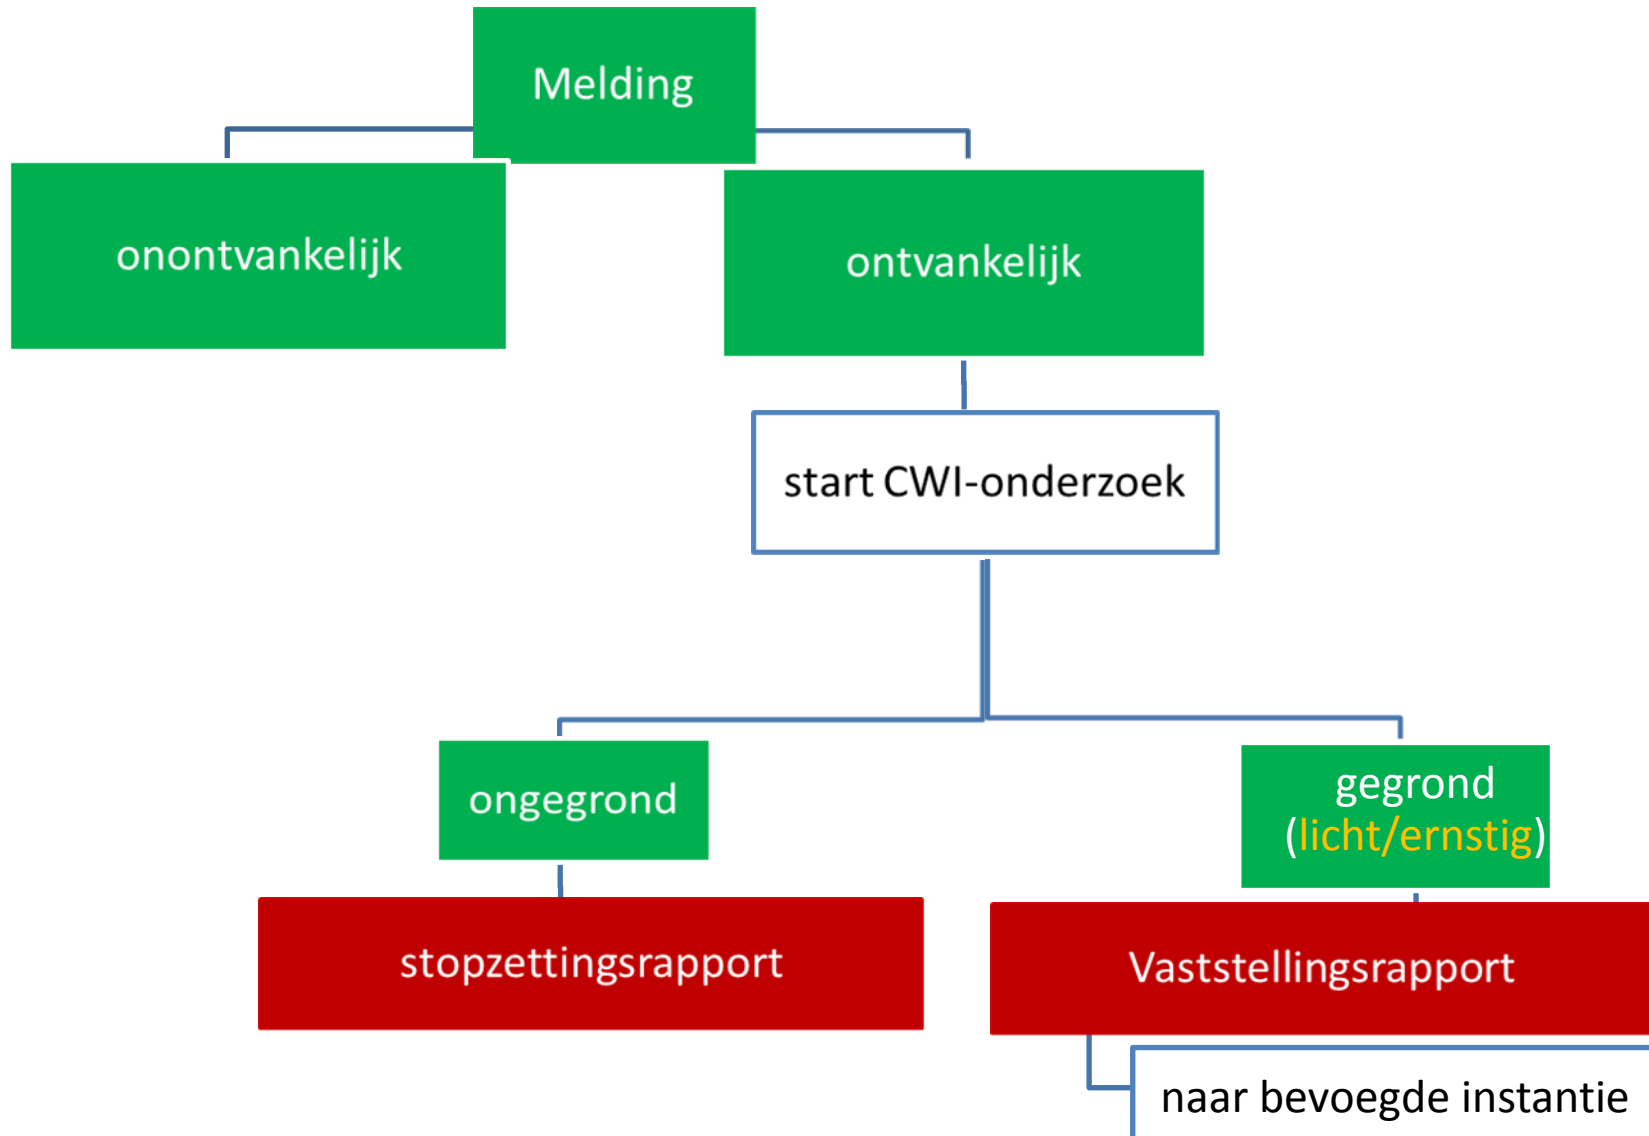 Melding
onontvankelijk
ontvankelijk
start CWI-onderzoek
ongegrond
gegrond
(licht/ernstig)
stopzettingsrapport
Vaststellingsrapport
naar bevoegde instantie